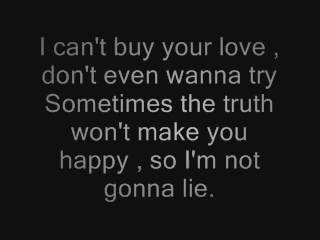 I can't buy your love ,
don't even wanna try
Sometimes the truth
won't make you
happy , so I'm not
gonna lie.